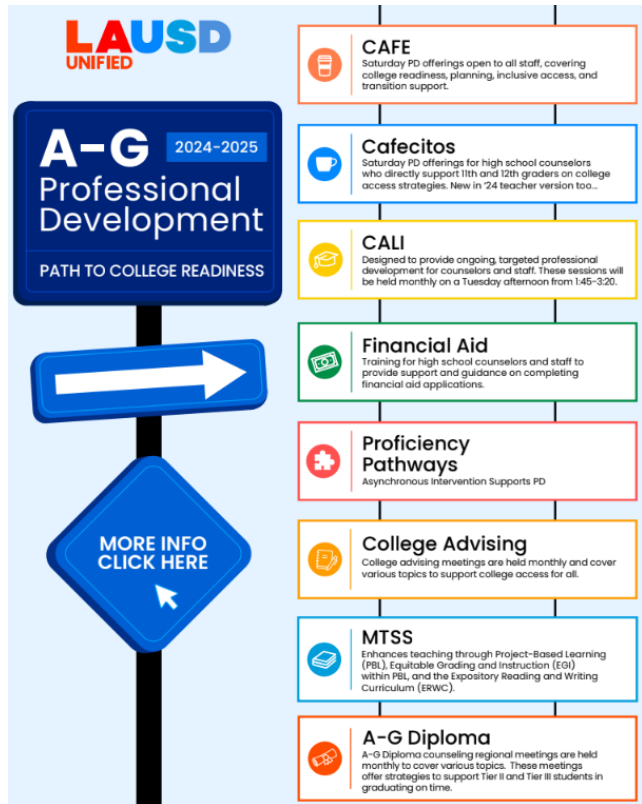 LAUSD
UNIFIED
A-G 2024-2025
Professional
Development
PATH TO COLLEGE READINESS
MORE INFO
CLICK HERE
CAFE
Saturday PD offerings open to all staff, covering
college readiness, planning, inclusive access, and
transition support.
Cafecitos
Saturday PD offerings for high school counselors
who directly support 11th and 12th graders on college
access strategies. New in '24 teacher version too...
CALI
Designed to provide ongoing, targeted professional
development for counselors and staff. These sessions will
be held monthly on a Tuesday afternoon from 1:45-3:20.
Financial Aid
Training for high school counselors and staff to
provide support and guidance on completing
financial aid applications.
Proficiency
Pathways
Asynchronous Intervention Supports PD
College Advising
College advising meetings are held monthly and cover
various topics to support college access for all.
MTSS
Enhances teaching through Project-Based Learning
(PBL), Equitable Grading and Instruction (EGI)
within PBL, and the Expository Reading and Writing
Curriculum (ERWC).
A-G Diploma
A-G Diploma counseling regional meetings are held
monthly to cover various topics. These meetings
offer strategies to support Tier II and Tier III students in
graduating on time.